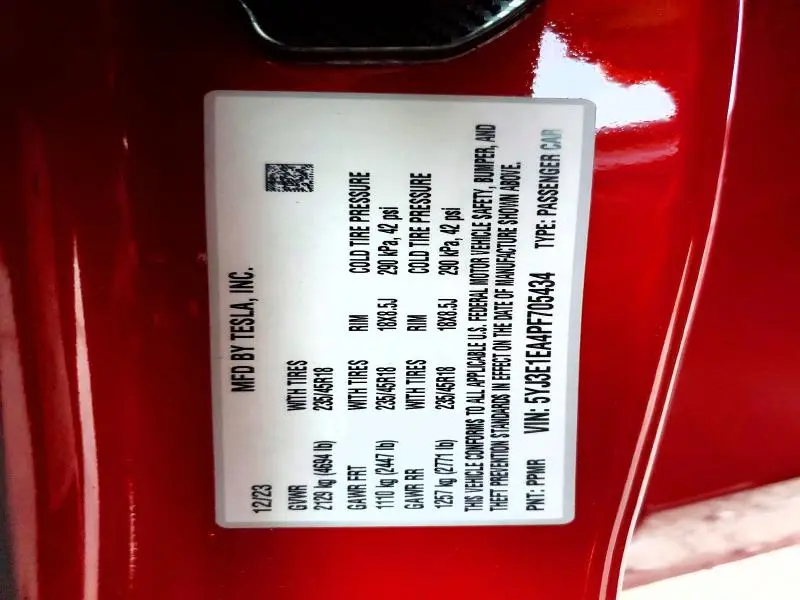 MFD BY TESLA, INC.
12/23
GVWR WITH TIRES
2129 kg (4694 lb) 235/45R18
GAWR FRT WITH TIRES RIM COLD TIRE PRESSURE
1110 kg (2447 lb) 235/45R18 18X8.5J 290 kPa, 42 psi
GAWR RR WITH TIRES RIM COLD TIRE PRESSURE
1257 kg (2771 lb) 235/45R18 18X8.5J 290 kPa, 42 psi
THIS VEHICLE CONFORMS TO ALL APPLICABLE U.S. FEDERAL MOTOR VEHICLE SAFETY, BUMPER, AND
THEFT PREVENTION STANDARDS IN EFFECT ON THE DATE OF MANUFACTURE SHOWN ABOVE.
PNT: PPMR VIN: 5YJ3E1EA4PF705434 TYPE: PASSENGER CAR